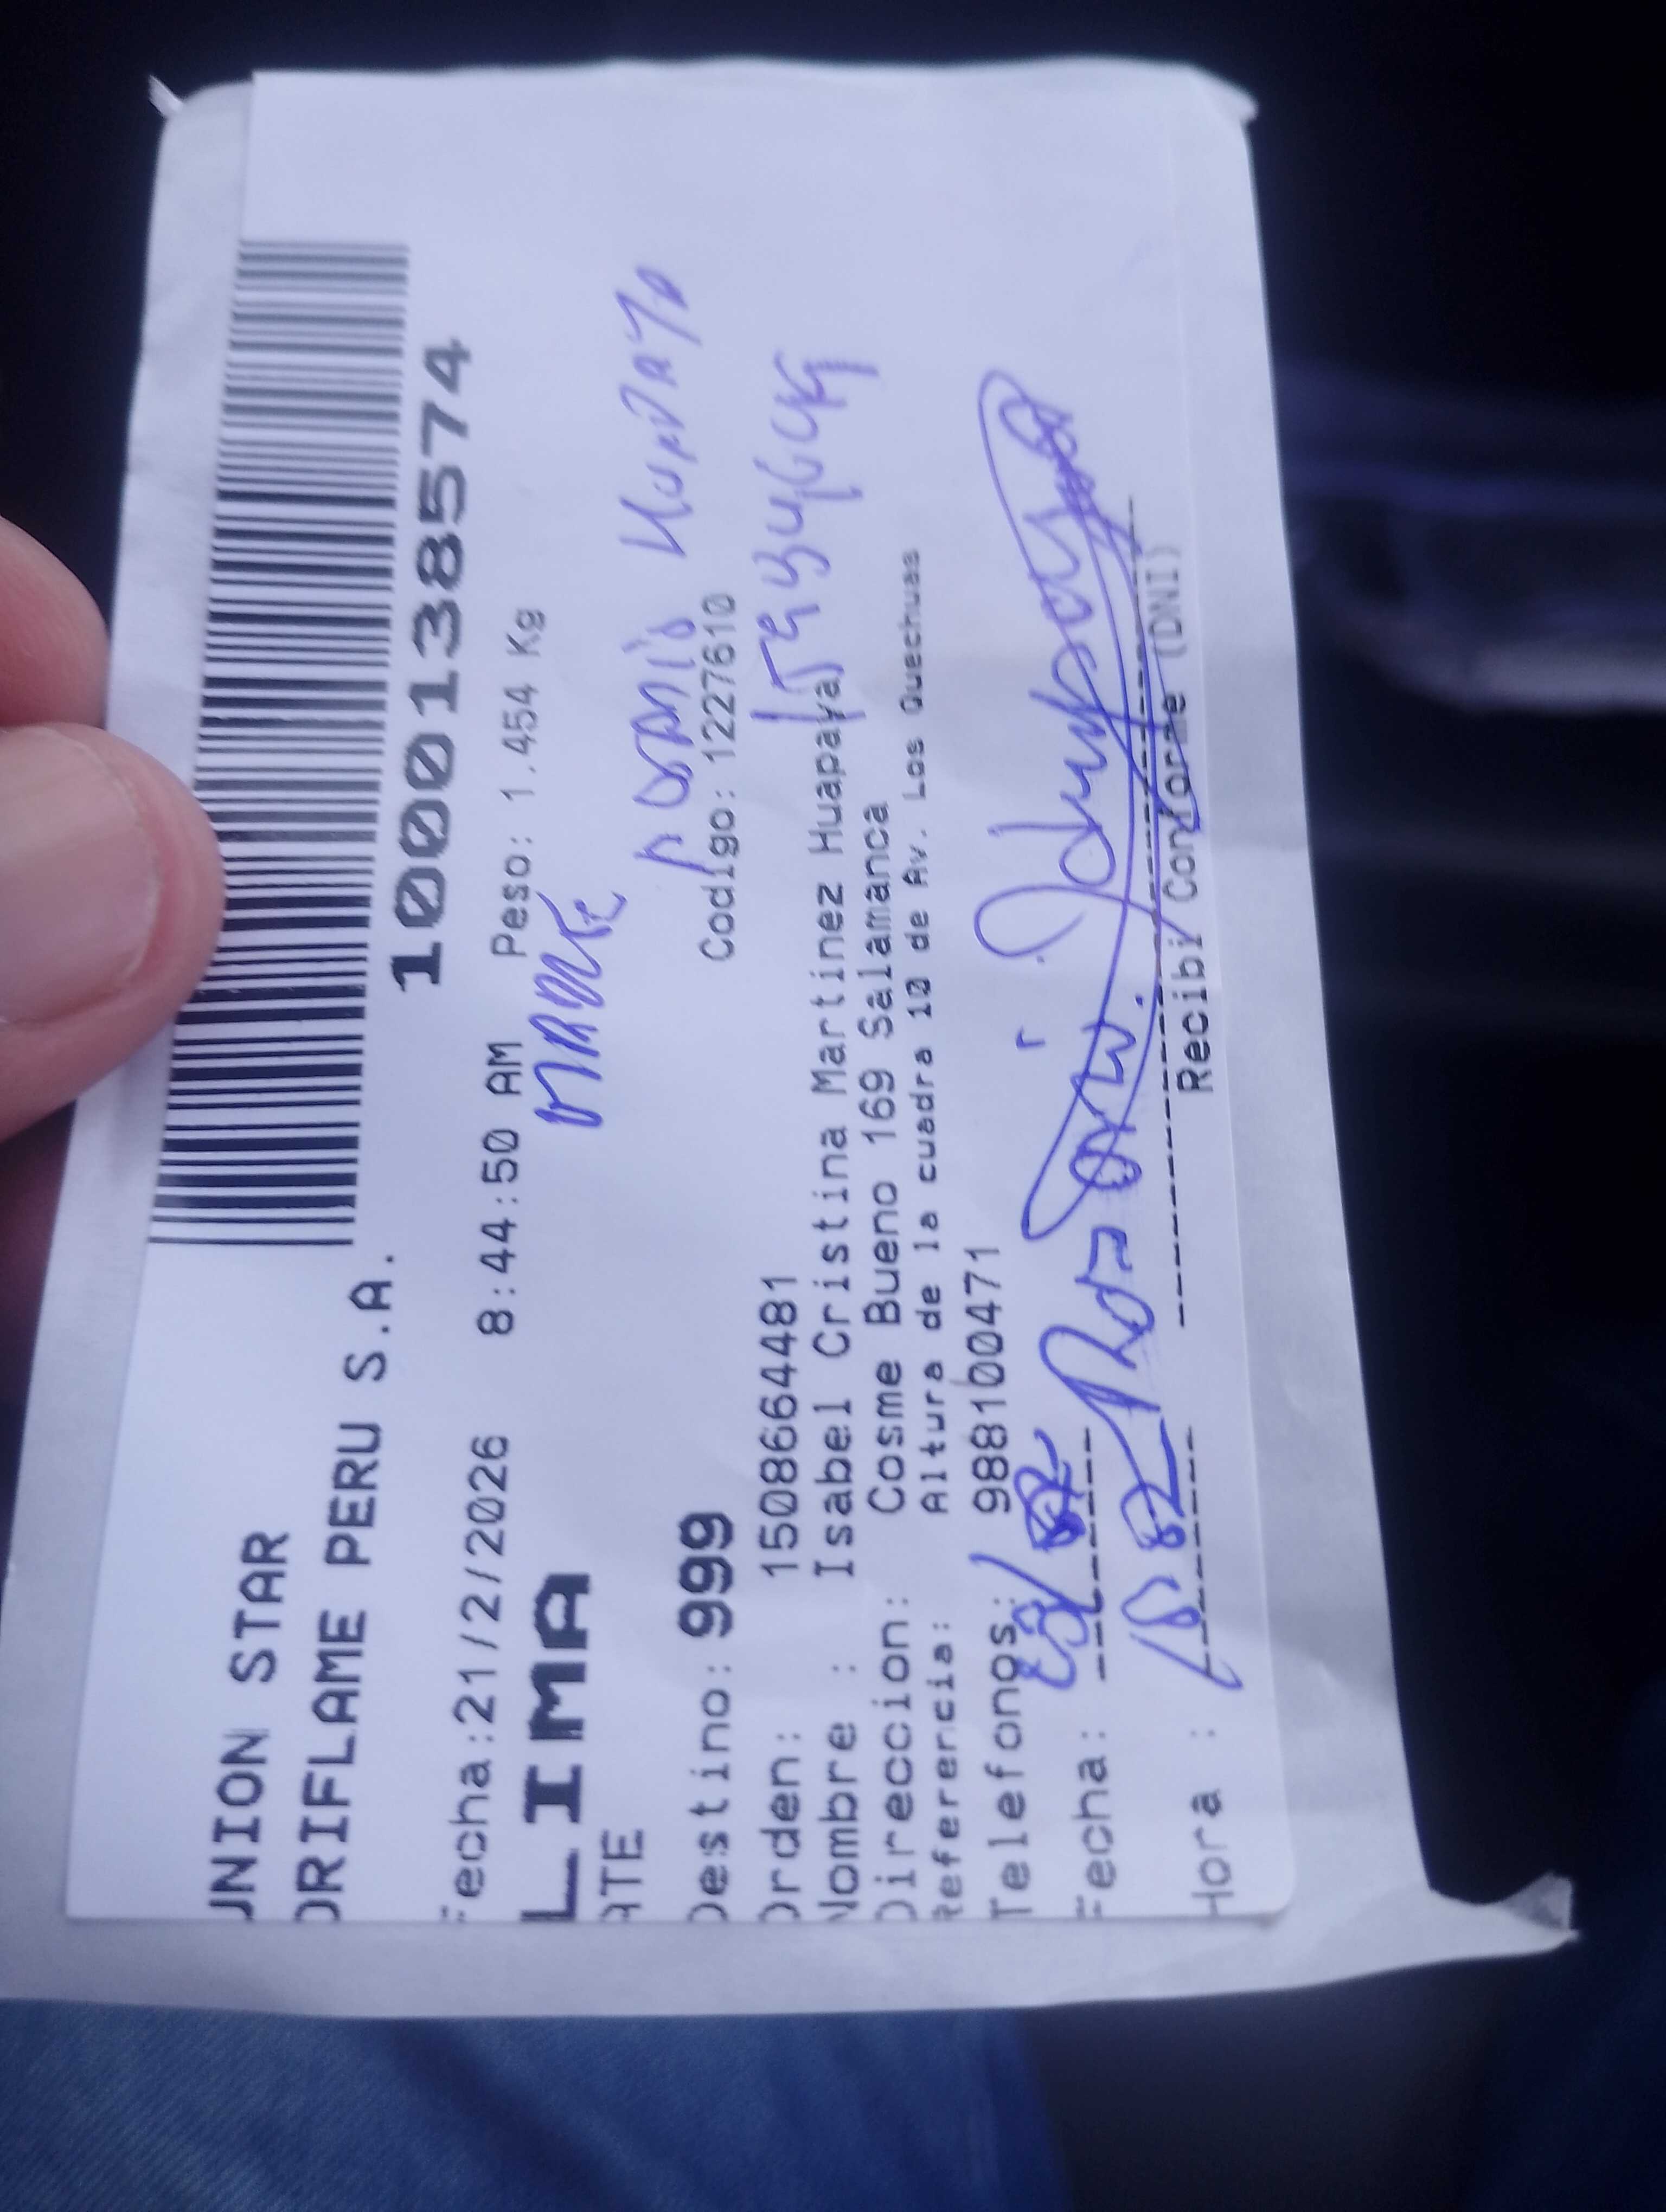 UNION STAR
ORIFLAME PERU S.A.
1000138574
Fecha:21/2/2026 8:44:50 AM Peso: 1.454 Kg
LIMA
ATE
Destino: 999 Codigo: 1227610
Orden: 1508664481
Nombre : Isabel Cristina Martinez Huapaya
Direccion: Cosme Bueno 169 Salamanca
Referencia: Altura de la cuadra 10 de Av. Los Quechuas
Telefonos: 988100471
Fecha:
Hora :
Recibi Conforme (DNI)